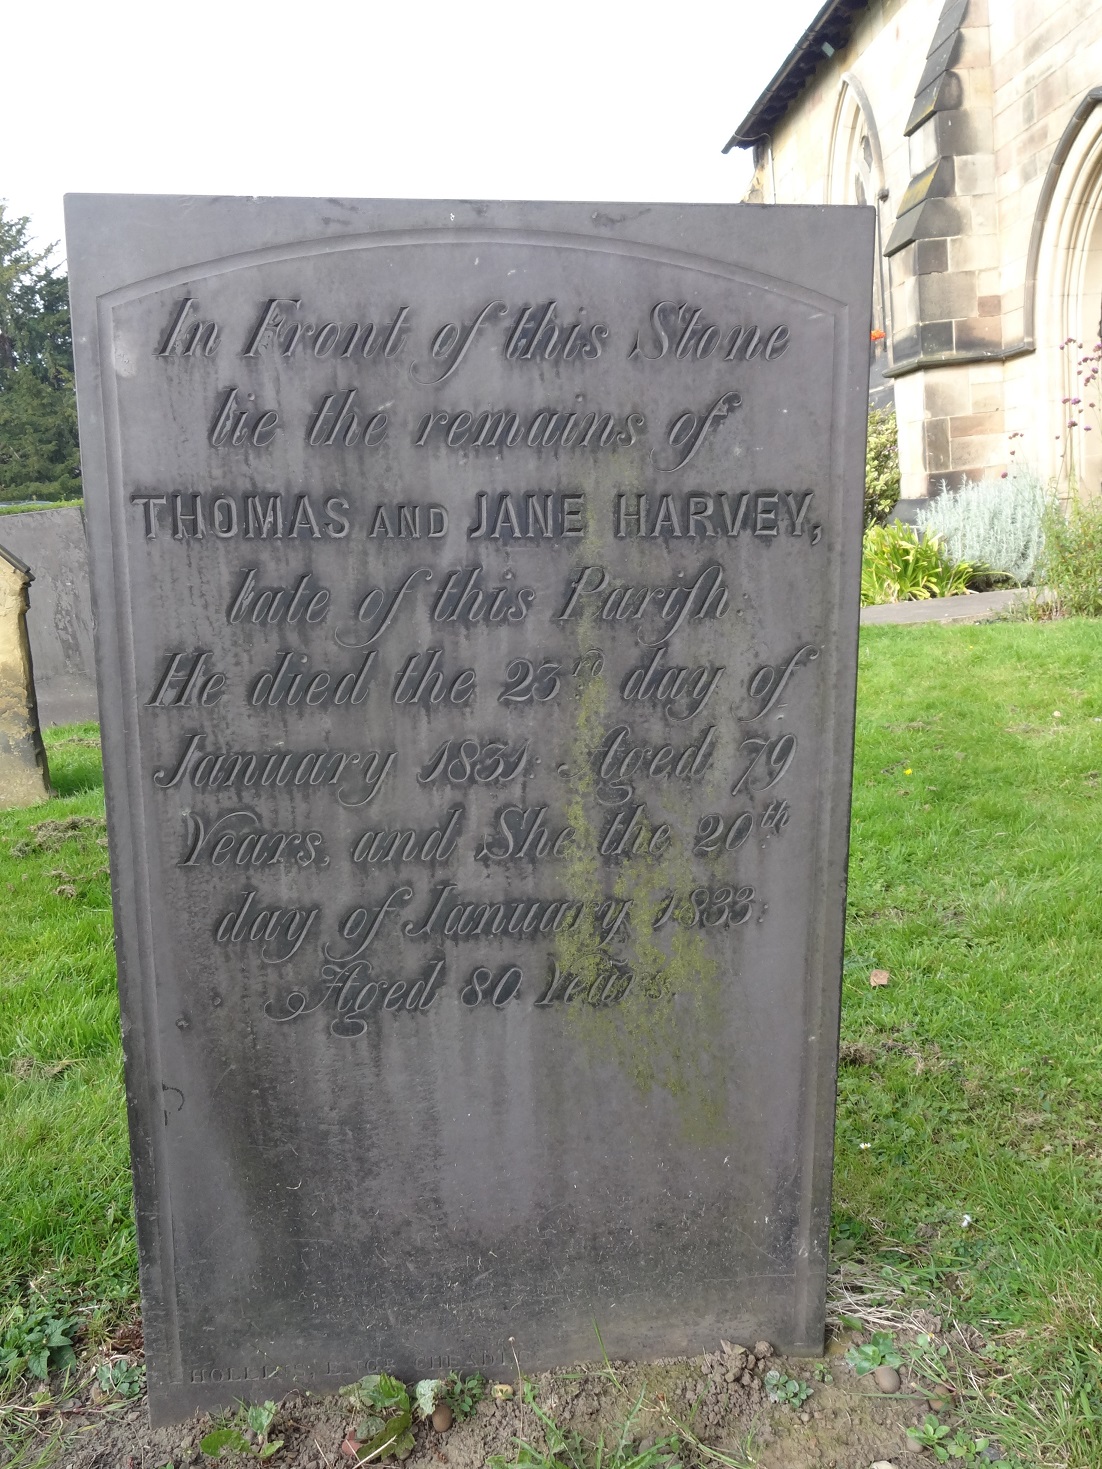 In Front of this Stone
lie the remains of
THOMAS AND JANE HARVEY,
late of this Pariſh
He died the 23rd day of
January 1831: Aged 79
Years, and She the 20th
day of January 1833:
Aged 80 Years.